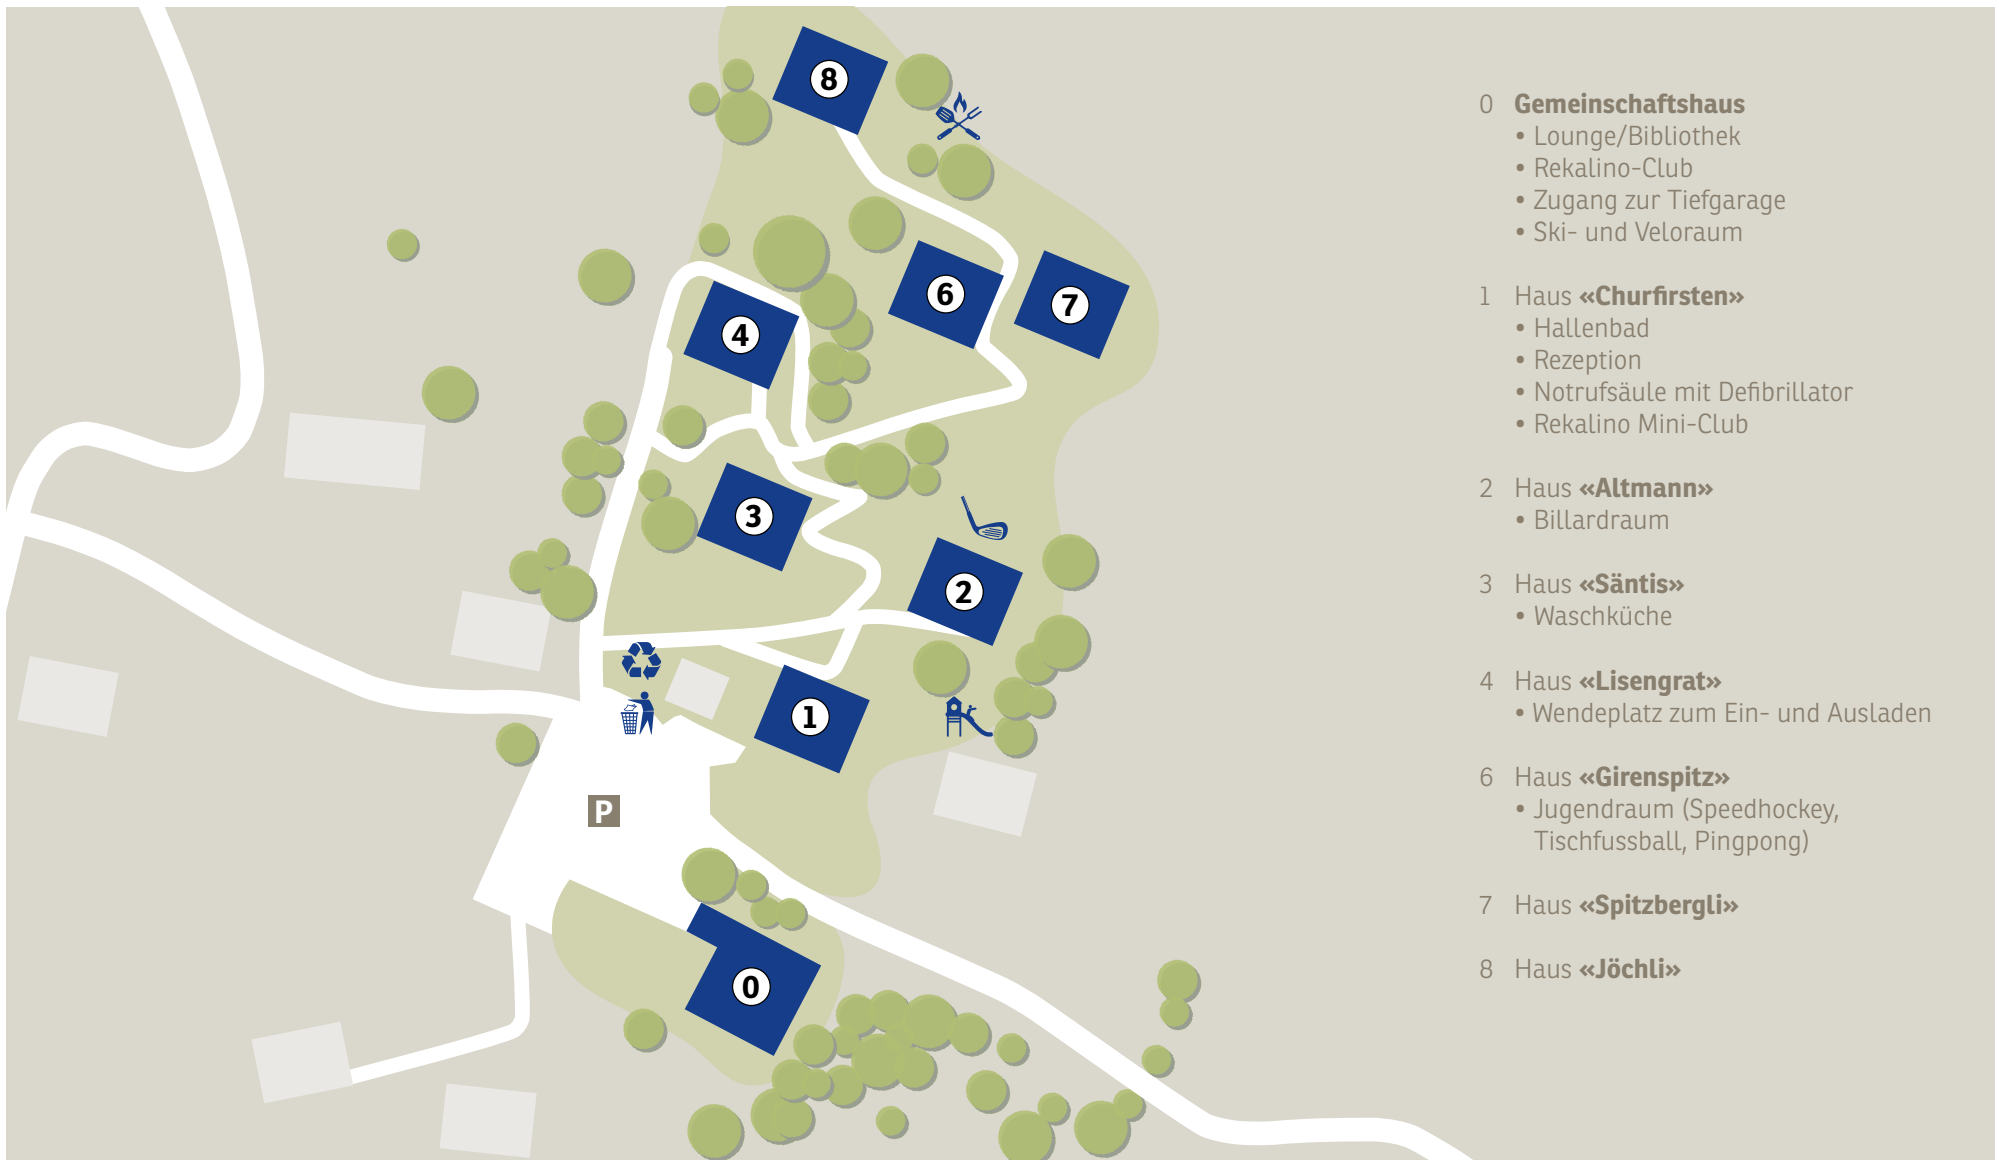 8
6
7
4
3
2
1
P
0
0 Gemeinschaftshaus
• Lounge/Bibliothek
• Rekalino-Club
• Zugang zur Tiefgarage
• Ski- und Veloraum
1 Haus «Churfirsten»
• Hallenbad
• Rezeption
• Notrufsäule mit Defibrillator
• Rekalino Mini-Club
2 Haus «Altmann»
• Billardraum
3 Haus «Säntis»
• Waschküche
4 Haus «Lisengrat»
• Wendeplatz zum Ein- und Ausladen
6 Haus «Girenspitz»
• Jugendraum (Speedhockey,
Tischfussball, Pingpong)
7 Haus «Spitzbergli»
8 Haus «Jöchli»